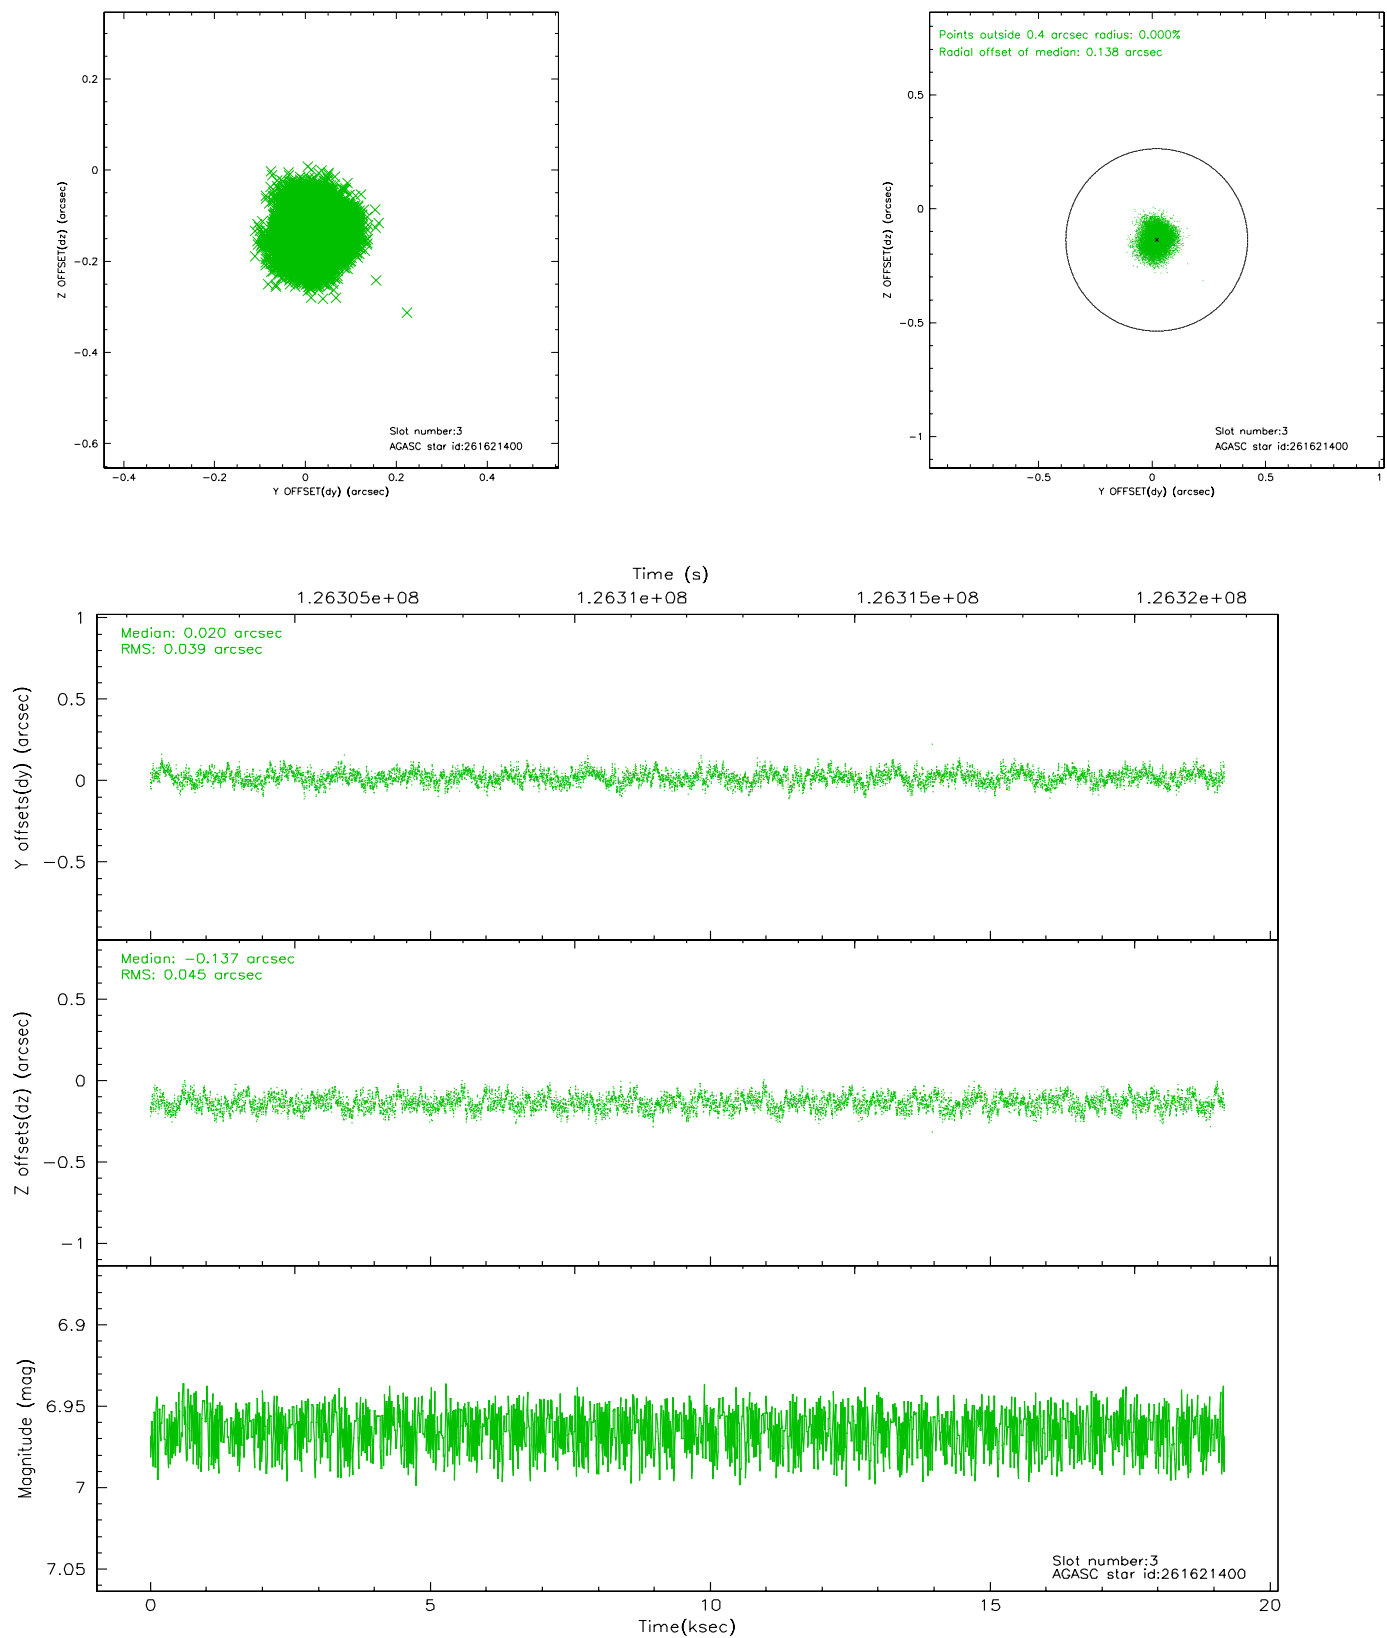 0.2
0
−0.2
−0.4
−0.6
Z OFFSET(dz) (arcsec)
Slot number:3
AGASC star id:261621400
−0.4 −0.2 0 0.2 0.4
Y OFFSET(dy) (arcsec)
Points outside 0.4 arcsec radius: 0.000%
Radial offset of median: 0.138 arcsec
0.5
0
−0.5
−1
Z OFFSET(dz) (arcsec)
Slot number:3
AGASC star id:261621400
−0.5 0 0.5 1
Y OFFSET(dy) (arcsec)
Time (s)
1.26305e+08 1.2631e+08 1.26315e+08 1.2632e+08
Median: 0.020 arcsec
RMS: 0.039 arcsec
1
0.5
0
−0.5
Y offsets(dy) (arcsec)
Median: −0.137 arcsec
RMS: 0.045 arcsec
0.5
0
−0.5
−1
Z offsets(dz) (arcsec)
6.9
6.95
7
7.05
Magnitude (mag)
Slot number:3
AGASC star id:261621400
0 5 10 15 20
Time(ksec)